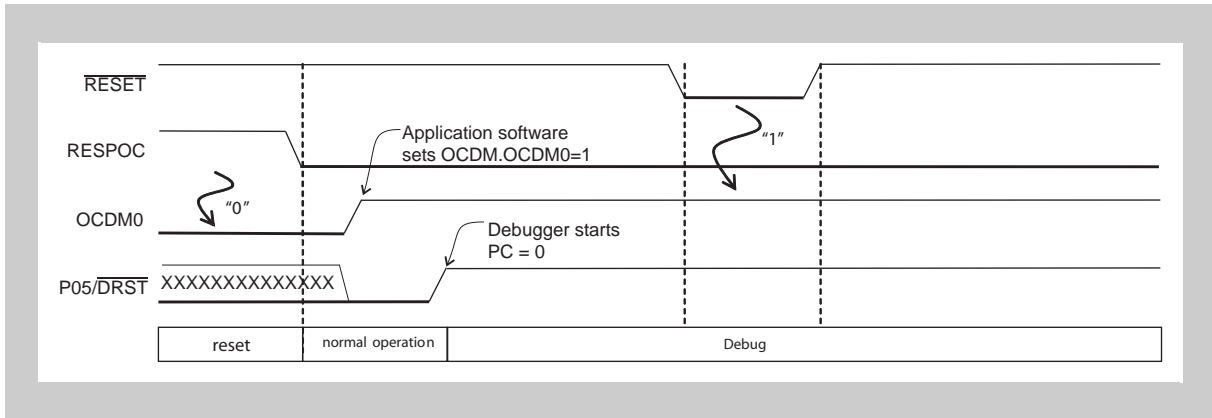 RESET
RESPOC
Application software
sets OCDM.OCDM0=1
"1"
OCDM0
"0"
Debugger starts
PC = 0
P05/DRST
XXXXXXXXXXXXXX
reset
normal operation
Debug